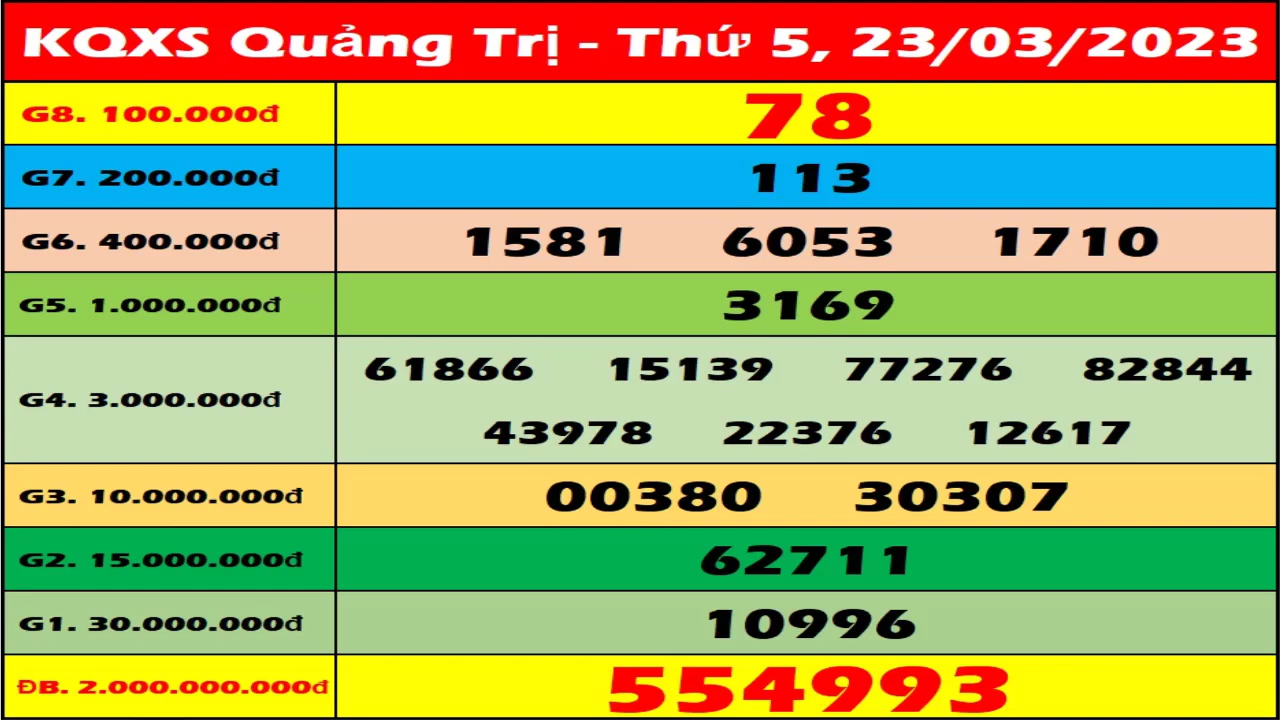 KQXS Quảng Trị - Thứ 5, 23/03/2023
G8. 100.000đ 78
G7. 200.000đ 113
G6. 400.000đ 1581 6053 1710
G5. 1.000.000đ 3169
G4. 3.000.000đ
61866 15139 77276 82844
43978 22376 12617
G3. 10.000.000đ 00380 30307
G2. 15.000.000đ 62711
G1. 30.000.000đ 10996
ĐB. 2.000.000.000đ 554993